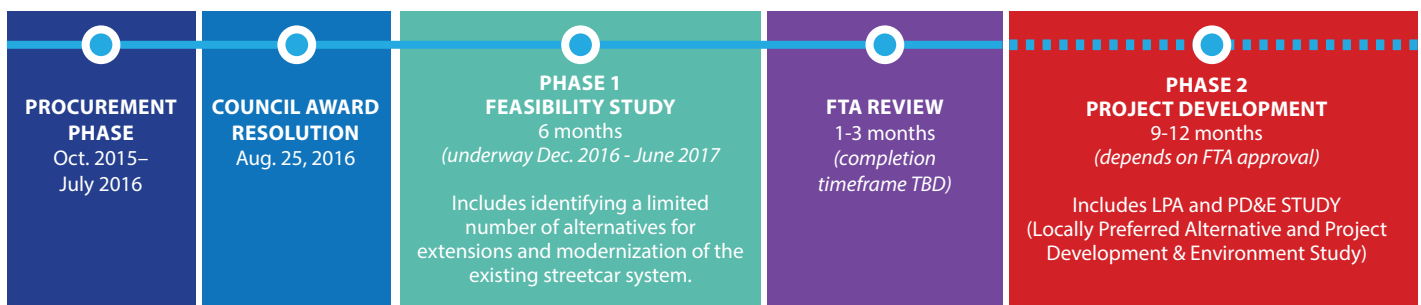 PROCUREMENT
PHASE
Oct. 2015–
July 2016
COUNCIL AWARD
RESOLUTION
Aug. 25, 2016
PHASE 1
FEASIBILITY STUDY
6 months
(underway Dec. 2016 - June 2017
Includes identifying a limited
number of alternatives for
extensions and modernization of the
existing streetcar system.
FTA REVIEW
1-3 months
(completion
timeframe TBD)
PHASE 2
PROJECT DEVELOPMENT
9-12 months
(depends on FTA approval)
Includes LPA and PD&E STUDY
(Locally Preferred Alternative and Project
Development & Environment Study)